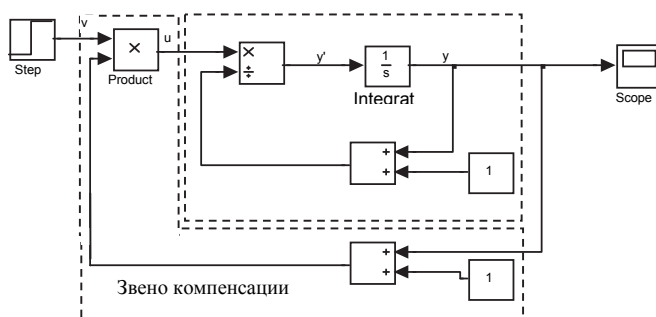 v
u
Step
×
Product
×
÷
y'
1
s
Integrat
y
Scope
+
+
1
+
+
1
Звено компенсации